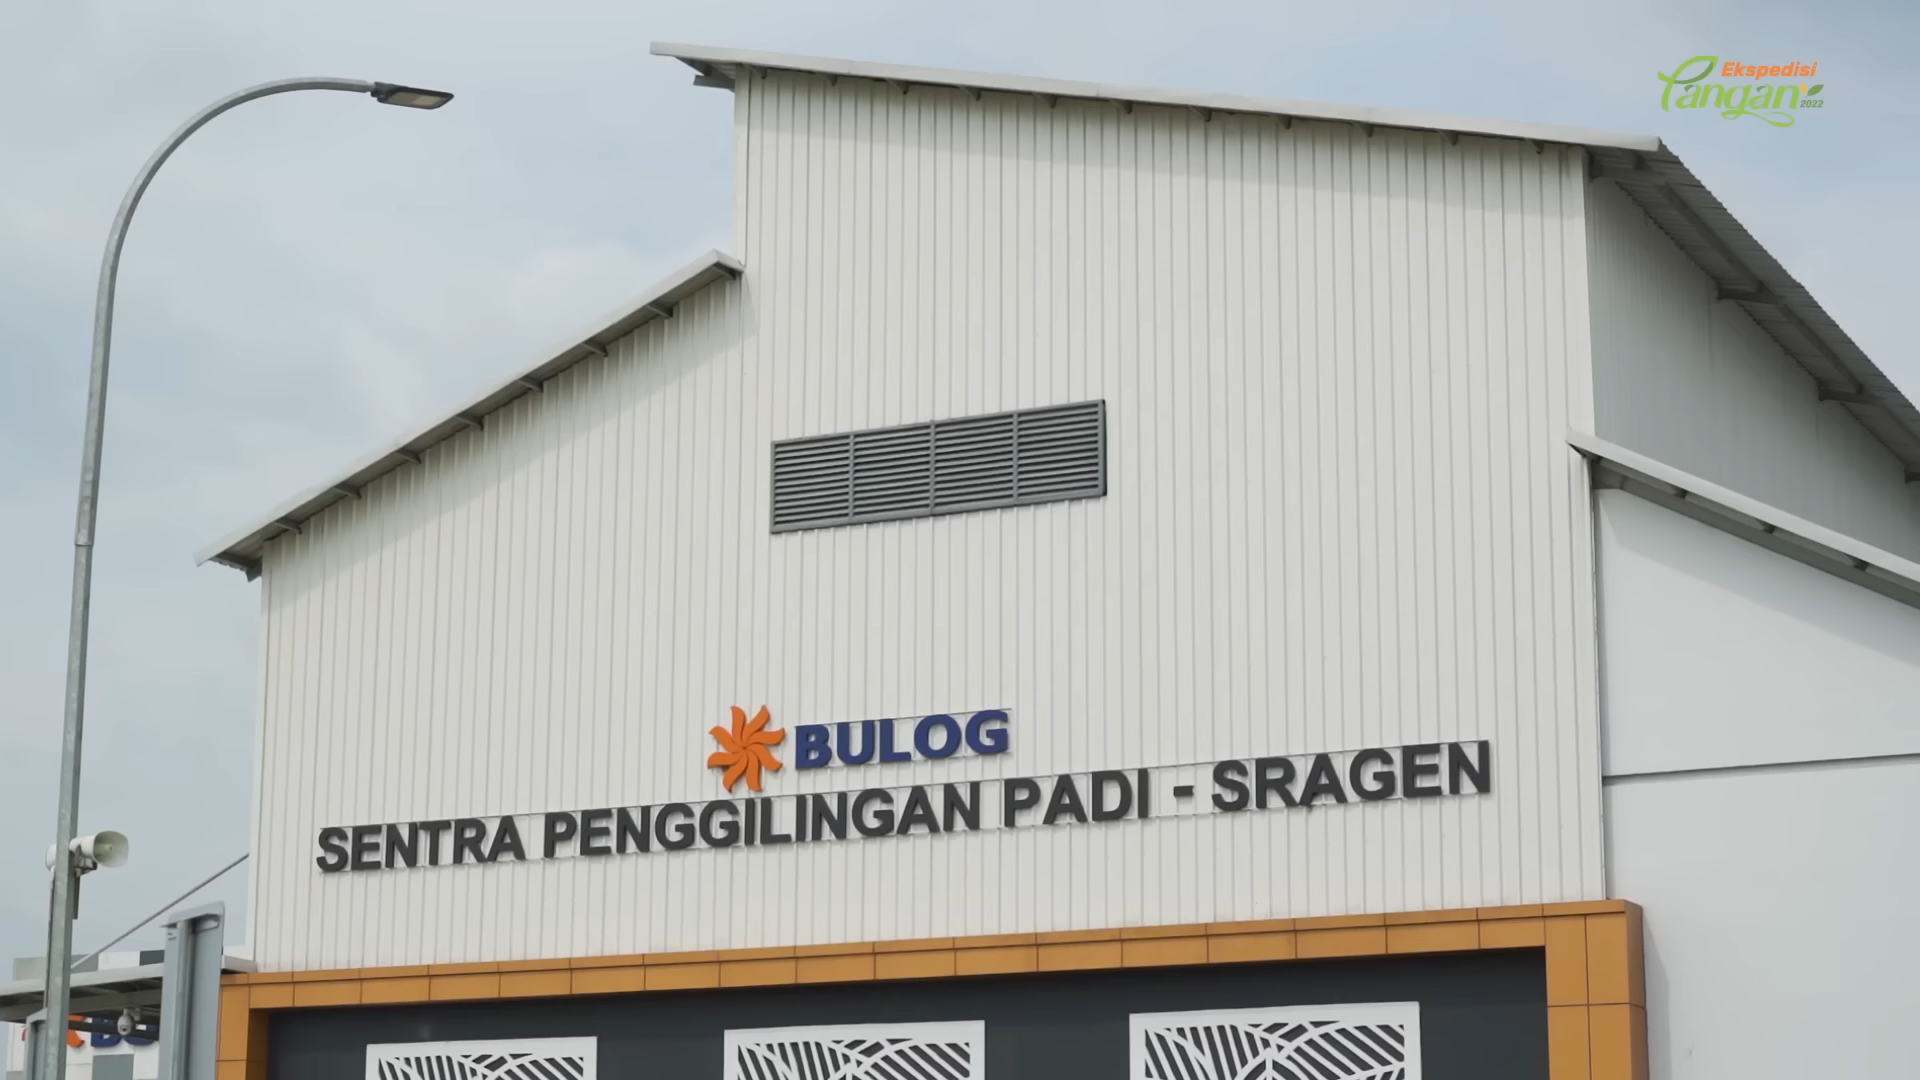 Ekspedisi
Pangan
2022
BULOG
SENTRA PENGGILINGAN PADI - SRAGEN